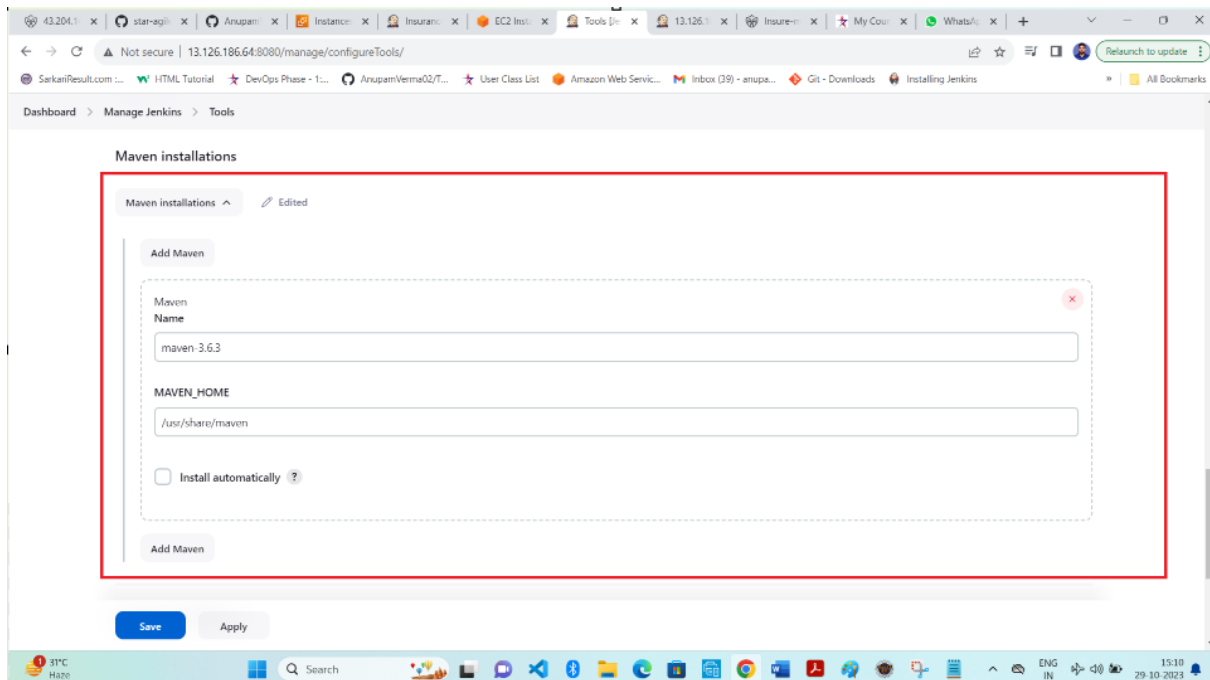 43.204.1
star-agil
Anupam
Instance
Insuranc
EC2 Inst
Tools [Je
13.126.1
Insure-m
My Cour
WhatsA
Not secure | 13.126.186.64:8080/manage/configureTools/
Relaunch to update
SarkariResult.com :...
HTML Tutorial
DevOps Phase - 1:...
AnupamVerma02/T...
User Class List
Amazon Web Servic...
Inbox (39) - anupa...
Git - Downloads
Installing Jenkins
»
All Bookmarks
Dashboard > Manage Jenkins > Tools
Maven installations
Maven installations
Edited
Add Maven
Maven
Name
maven-3.6.3
MAVEN_HOME
/usr/share/maven
Install automatically ?
Add Maven
Save
Apply
1
31°C
Haze
Search
ENG
IN
15:10
29-10-2023